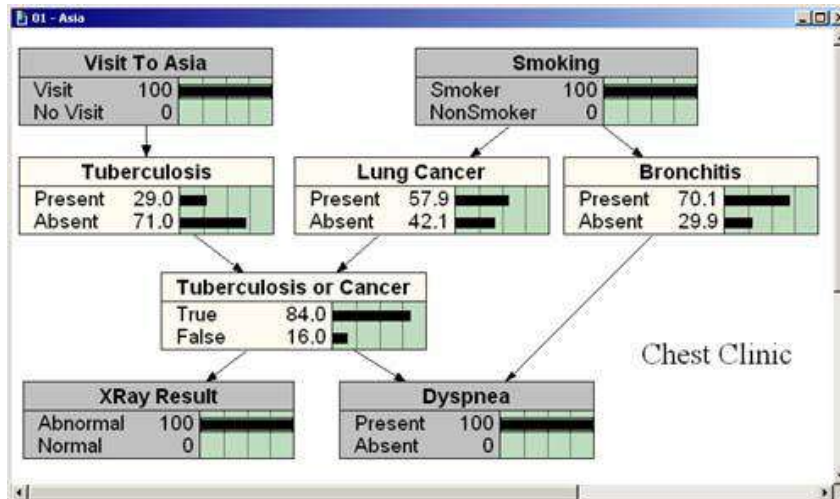 01 - Asia
Visit To Asia
Visit 100
No Visit 0
Smoking
Smoker 100
NonSmoker 0
Tuberculosis
Present 29.0
Absent 71.0
Lung Cancer
Present 57.9
Absent 42.1
Bronchitis
Present 70.1
Absent 29.9
Tuberculosis or Cancer
True 84.0
False 16.0
Chest Clinic
XRay Result
Abnormal 100
Normal 0
Dyspnea
Present 100
Absent 0